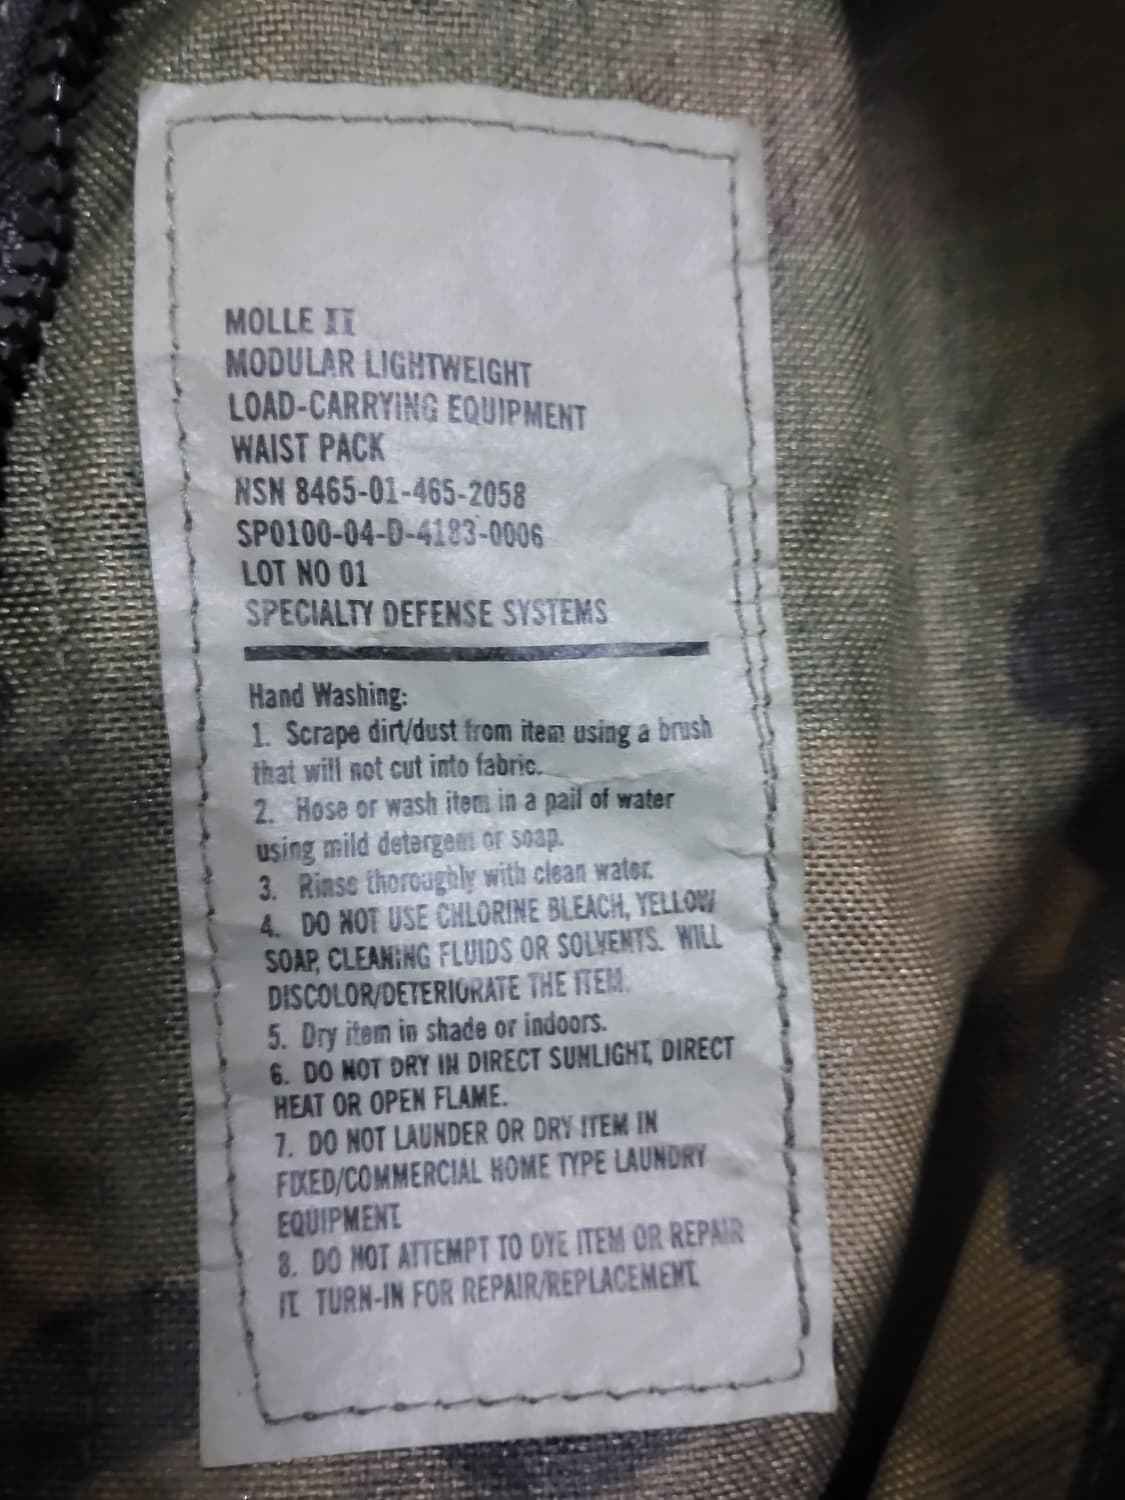 MOLLE II
MODULAR LIGHTWEIGHT
LOAD-CARRYING EQUIPMENT
WAIST PACK
NSN 8465-01-465-2058
SP0100-04-D-4183-0006
LOT NO 01
SPECIALTY DEFENSE SYSTEMS
Hand Washing:
1. Scrape dirt/dust from item using a brush
that will not cut into fabric.
2. Hose or wash item in a pail of water
using mild detergent or soap.
3. Rinse thoroughly with clean water.
4. DO NOT USE CHLORINE BLEACH, YELLOW
SOAP, CLEANING FLUIDS OR SOLVENTS. WILL
DISCOLOR/DETERIORATE THE ITEM.
5. Dry item in shade or indoors.
6. DO NOT DRY IN DIRECT SUNLIGHT, DIRECT
HEAT OR OPEN FLAME.
7. DO NOT LAUNDER OR DRY ITEM IN
FIXED/COMMERCIAL HOME TYPE LAUNDRY
EQUIPMENT.
8. DO NOT ATTEMPT TO DYE ITEM OR REPAIR
IT. TURN-IN FOR REPAIR/REPLACEMENT.